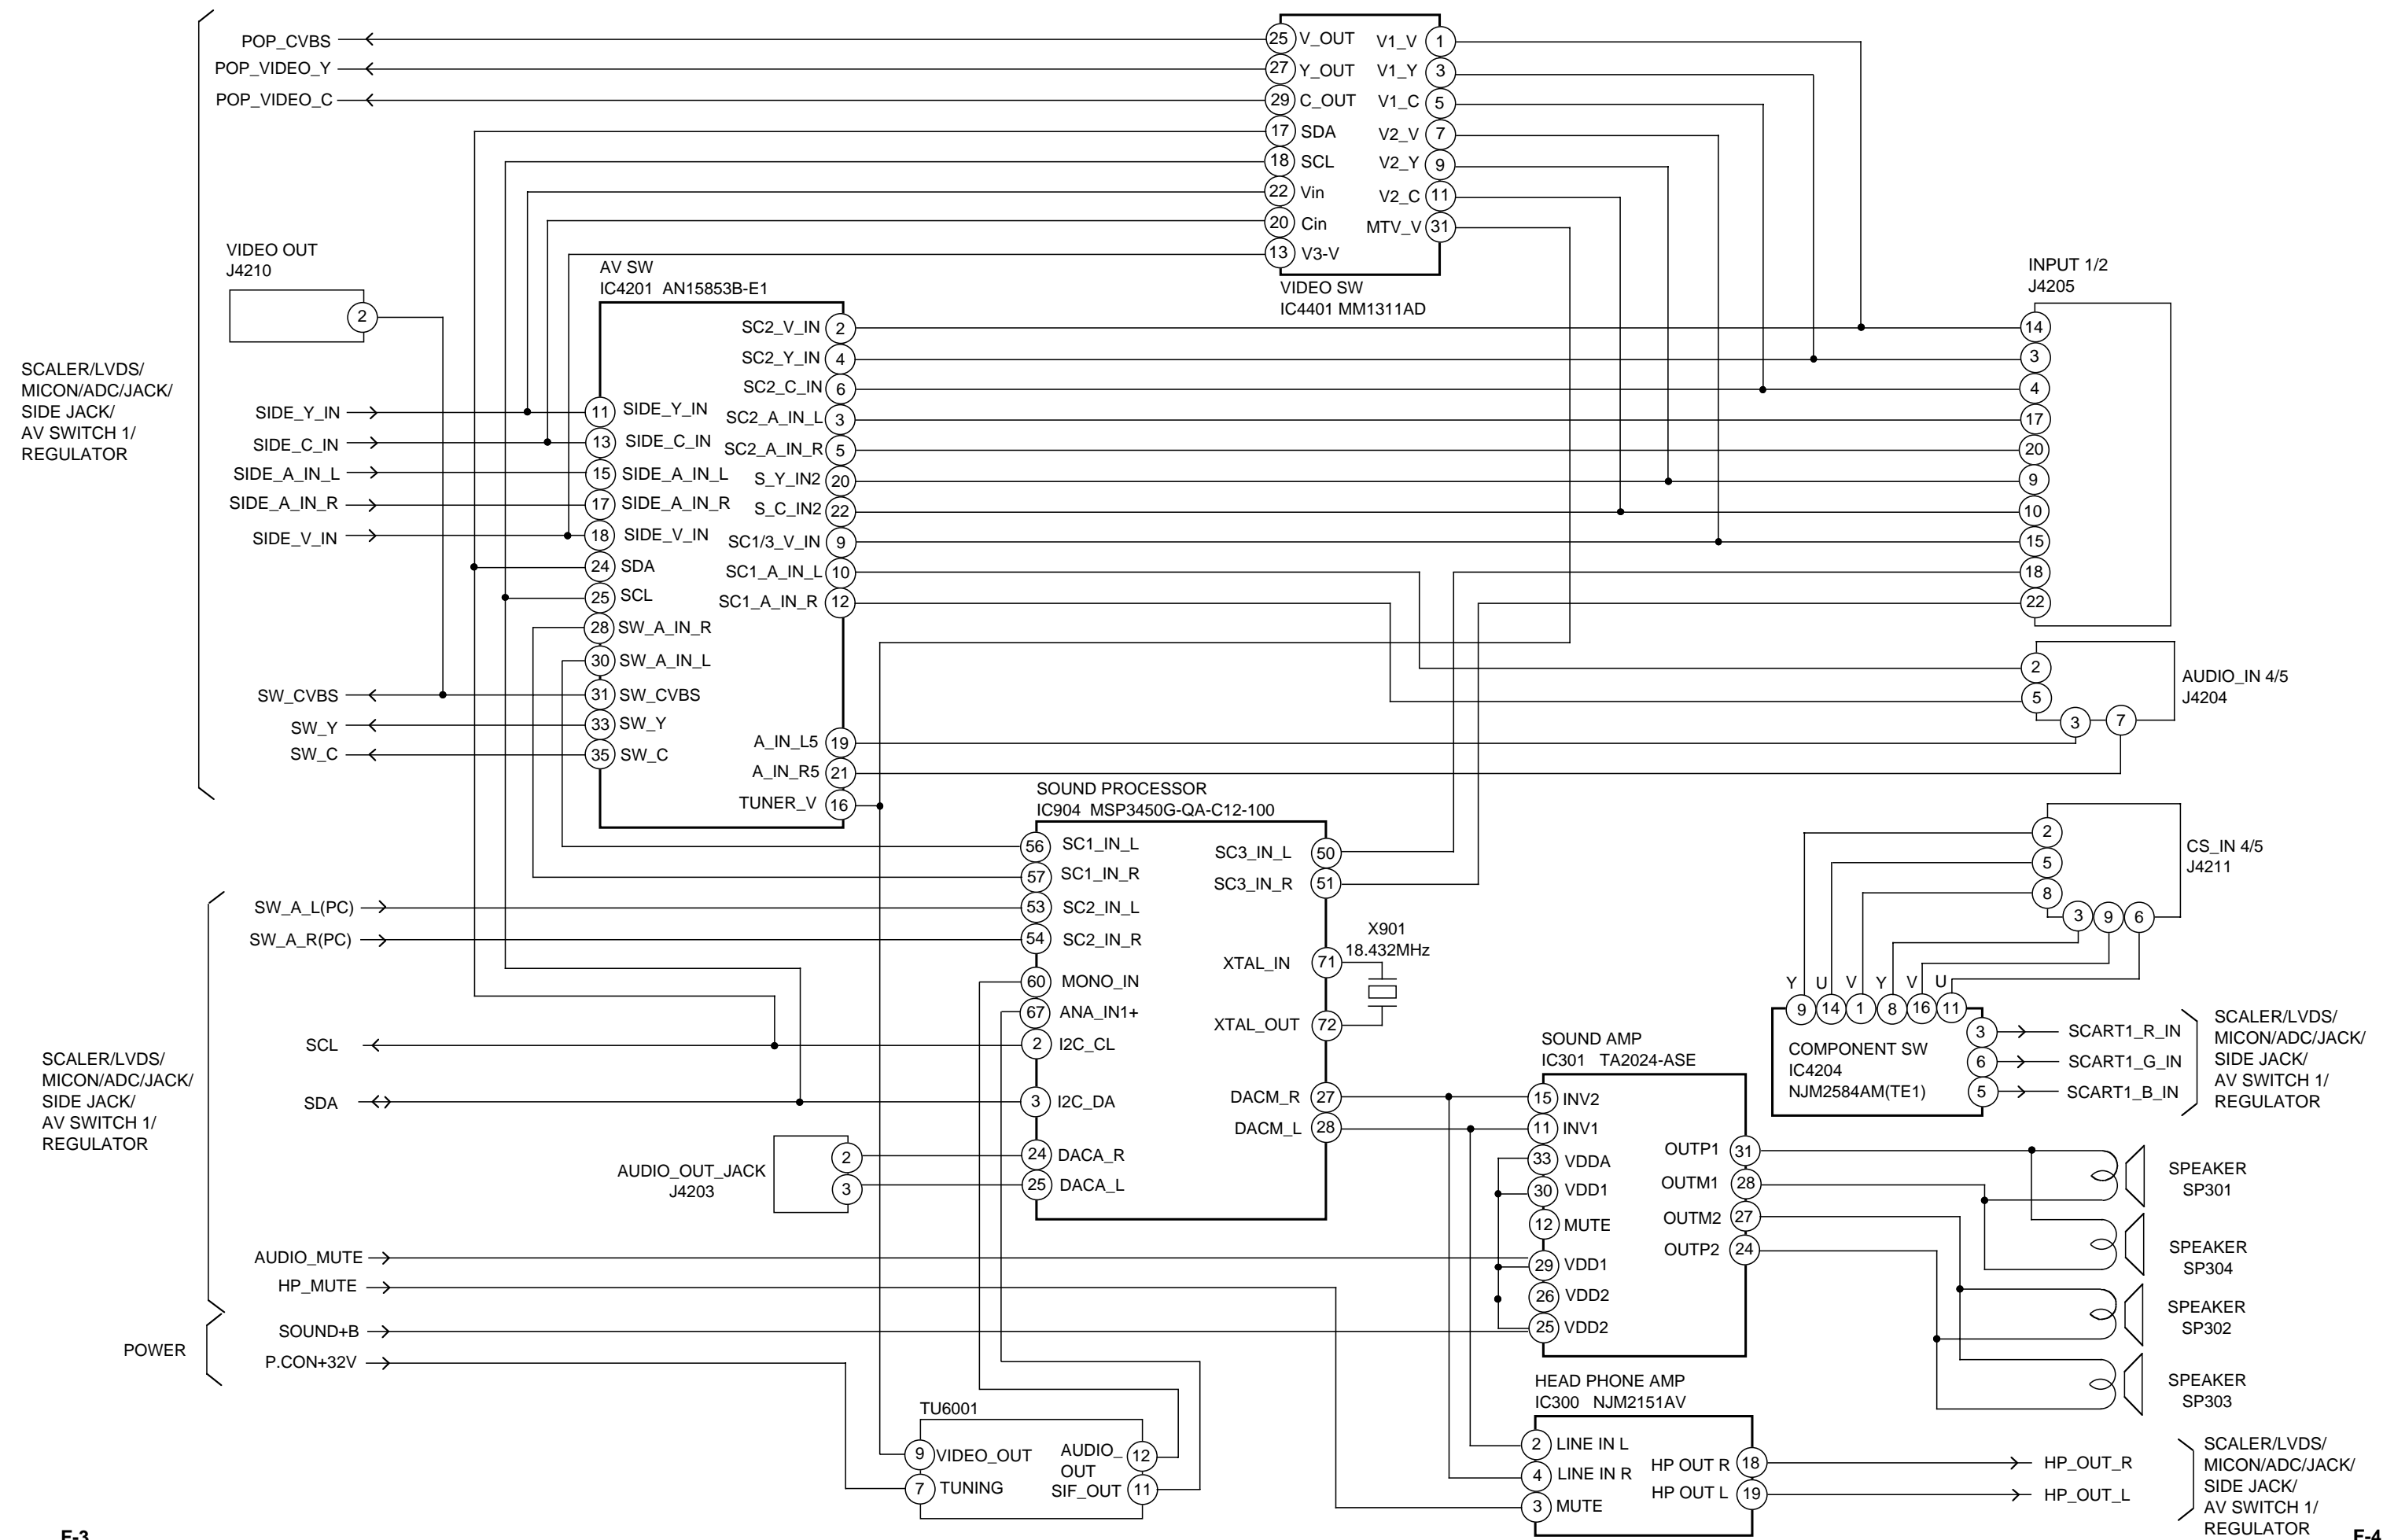 POP_CVBS
POP_VIDEO_Y
POP_VIDEO_C
25 V_OUT
27 Y_OUT
29 C_OUT
17 SDA
18 SCL
22 Vin
20 Cin
13 V3-V
V1_V 1
V1_Y 3
V1_C 5
V2_V 7
V2_Y 9
V2_C 11
MTV_V 31
VIDEO SW
IC4401 MM1311AD
VIDEO OUT
J4210
2
SCALER/LVDS/
MICON/ADC/JACK/
SIDE JACK/
AV SWITCH 1/
REGULATOR
SIDE_Y_IN
SIDE_C_IN
SIDE_A_IN_L
SIDE_A_IN_R
SIDE_V_IN
SW_CVBS
SW_Y
SW_C
AV SW
IC4201 AN15853B-E1
11 SIDE_Y_IN
13 SIDE_C_IN
15 SIDE_A_IN_L
17 SIDE_A_IN_R
18 SIDE_V_IN
24 SDA
25 SCL
28 SW_A_IN_R
30 SW_A_IN_L
31 SW_CVBS
33 SW_Y
35 SW_C
SC2_V_IN 2
SC2_Y_IN 4
SC2_C_IN 6
SC2_A_IN_L 3
SC2_A_IN_R 5
S_Y_IN2 20
S_C_IN2 22
SC1/3_V_IN 9
SC1_A_IN_L 10
SC1_A_IN_R 12
A_IN_L5 19
A_IN_R5 21
TUNER_V 16
INPUT 1/2
J4205
14
3
4
17
20
9
10
15
18
22
AUDIO_IN 4/5
J4204
2
5
3 7
CS_IN 4/5
J4211
2
5
8
3 9 6
Y U V Y V U
9 14 1 8 16 11
COMPONENT SW
IC4204
NJM2584AM(TE1)
3 SCART1_R_IN
6 SCART1_G_IN
5 SCART1_B_IN
SCALER/LVDS/
MICON/ADC/JACK/
SIDE JACK/
AV SWITCH 1/
REGULATOR
SOUND PROCESSOR
IC904 MSP3450G-QA-C12-100
56 SC1_IN_L
57 SC1_IN_R
53 SC2_IN_L
54 SC2_IN_R
60 MONO_IN
67 ANA_IN1+
2 I2C_CL
3 I2C_DA
24 DACA_R
25 DACA_L
SC3_IN_L 50
SC3_IN_R 51
XTAL_IN 71
XTAL_OUT 72
DACM_R 27
DACM_L 28
X901
18.432MHz
SCALER/LVDS/
MICON/ADC/JACK/
SIDE JACK/
AV SWITCH 1/
REGULATOR
SW_A_L(PC)
SW_A_R(PC)
SCL
SDA
AUDIO_OUT_JACK
J4203
2
3
AUDIO_MUTE
HP_MUTE
POWER
SOUND+B
P.CON+32V
TU6001
9 VIDEO_OUT
7 TUNING
AUDIO_
OUT
12
SIF_OUT 11
SOUND AMP
IC301 TA2024-ASE
15 INV2
11 INV1
33 VDDA
30 VDD1
12 MUTE
29 VDD1
26 VDD2
25 VDD2
OUTP1 31
OUTM1 28
OUTM2 27
OUTP2 24
SPEAKER
SP301
SPEAKER
SP304
SPEAKER
SP302
SPEAKER
SP303
HEAD PHONE AMP
IC300 NJM2151AV
2 LINE IN L
4 LINE IN R
3 MUTE
HP OUT R 18
HP OUT L 19
HP_OUT_R
HP_OUT_L
SCALER/LVDS/
MICON/ADC/JACK/
SIDE JACK/
AV SWITCH 1/
REGULATOR
F-3
F-4